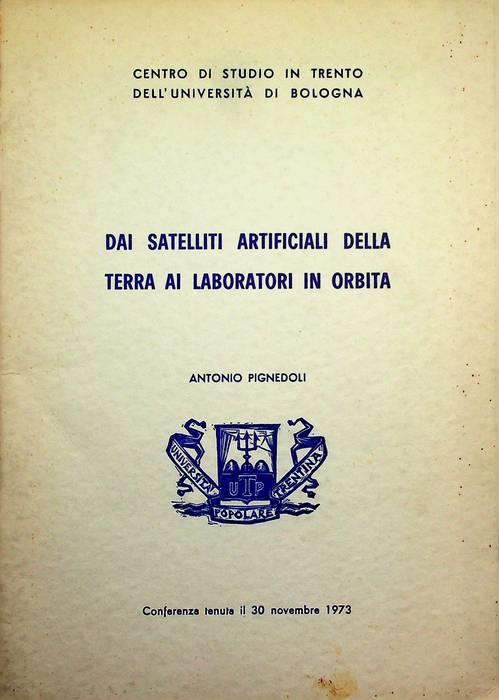 CENTRO DI STUDIO IN TRENTO
DELL'UNIVERSITÀ DI BOLOGNA
DAI SATELLITI ARTIFICIALI DELLA
TERRA AI LABORATORI IN ORBITA
ANTONIO PIGNEDOLI
UNIVERSITA'
POPOLARE
TRENTINA
UTP
Conferenza tenuta il 30 novembre 1973